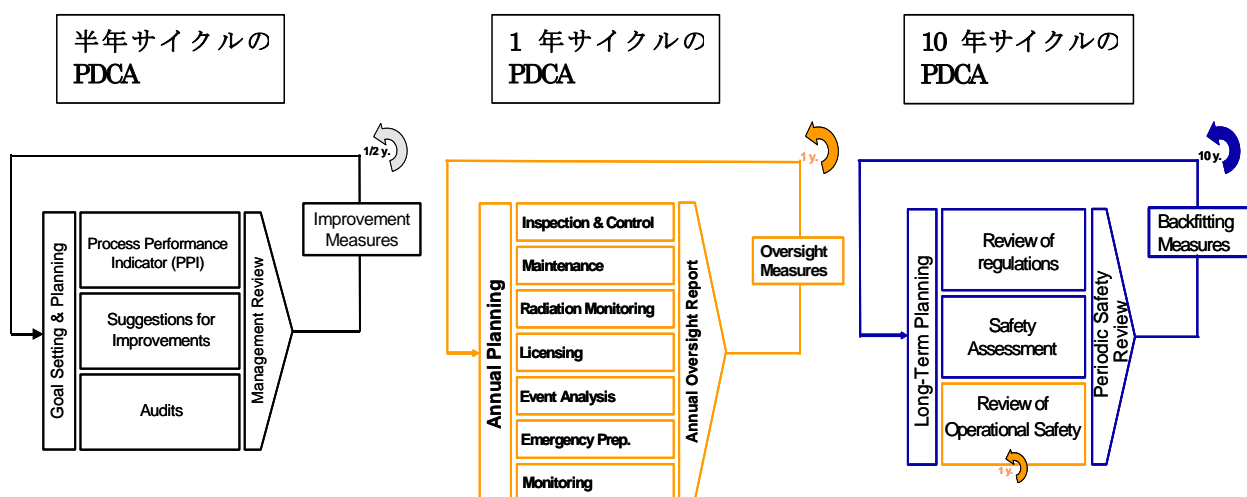 半年サイクルの
PDCA
1/2 y.
Goal Setting & Planning
Process Performance
Indicator (PPI)
Suggestions for
Improvements
Audits
Management Review
Improvement
Measures
1 年サイクルの
PDCA
1 y.
Annual Planning
Inspection & Control
Maintenance
Radiation Monitoring
Licensing
Event Analysis
Emergency Prep.
Monitoring
Annual Oversight Report
Oversight
Measures
10 年サイクルの
PDCA
10 y.
Long-Term Planning
Review of
regulations
Safety
Assessment
Review of
Operational Safety
1 y.
Periodic Safety
Review
Backfitting
Measures